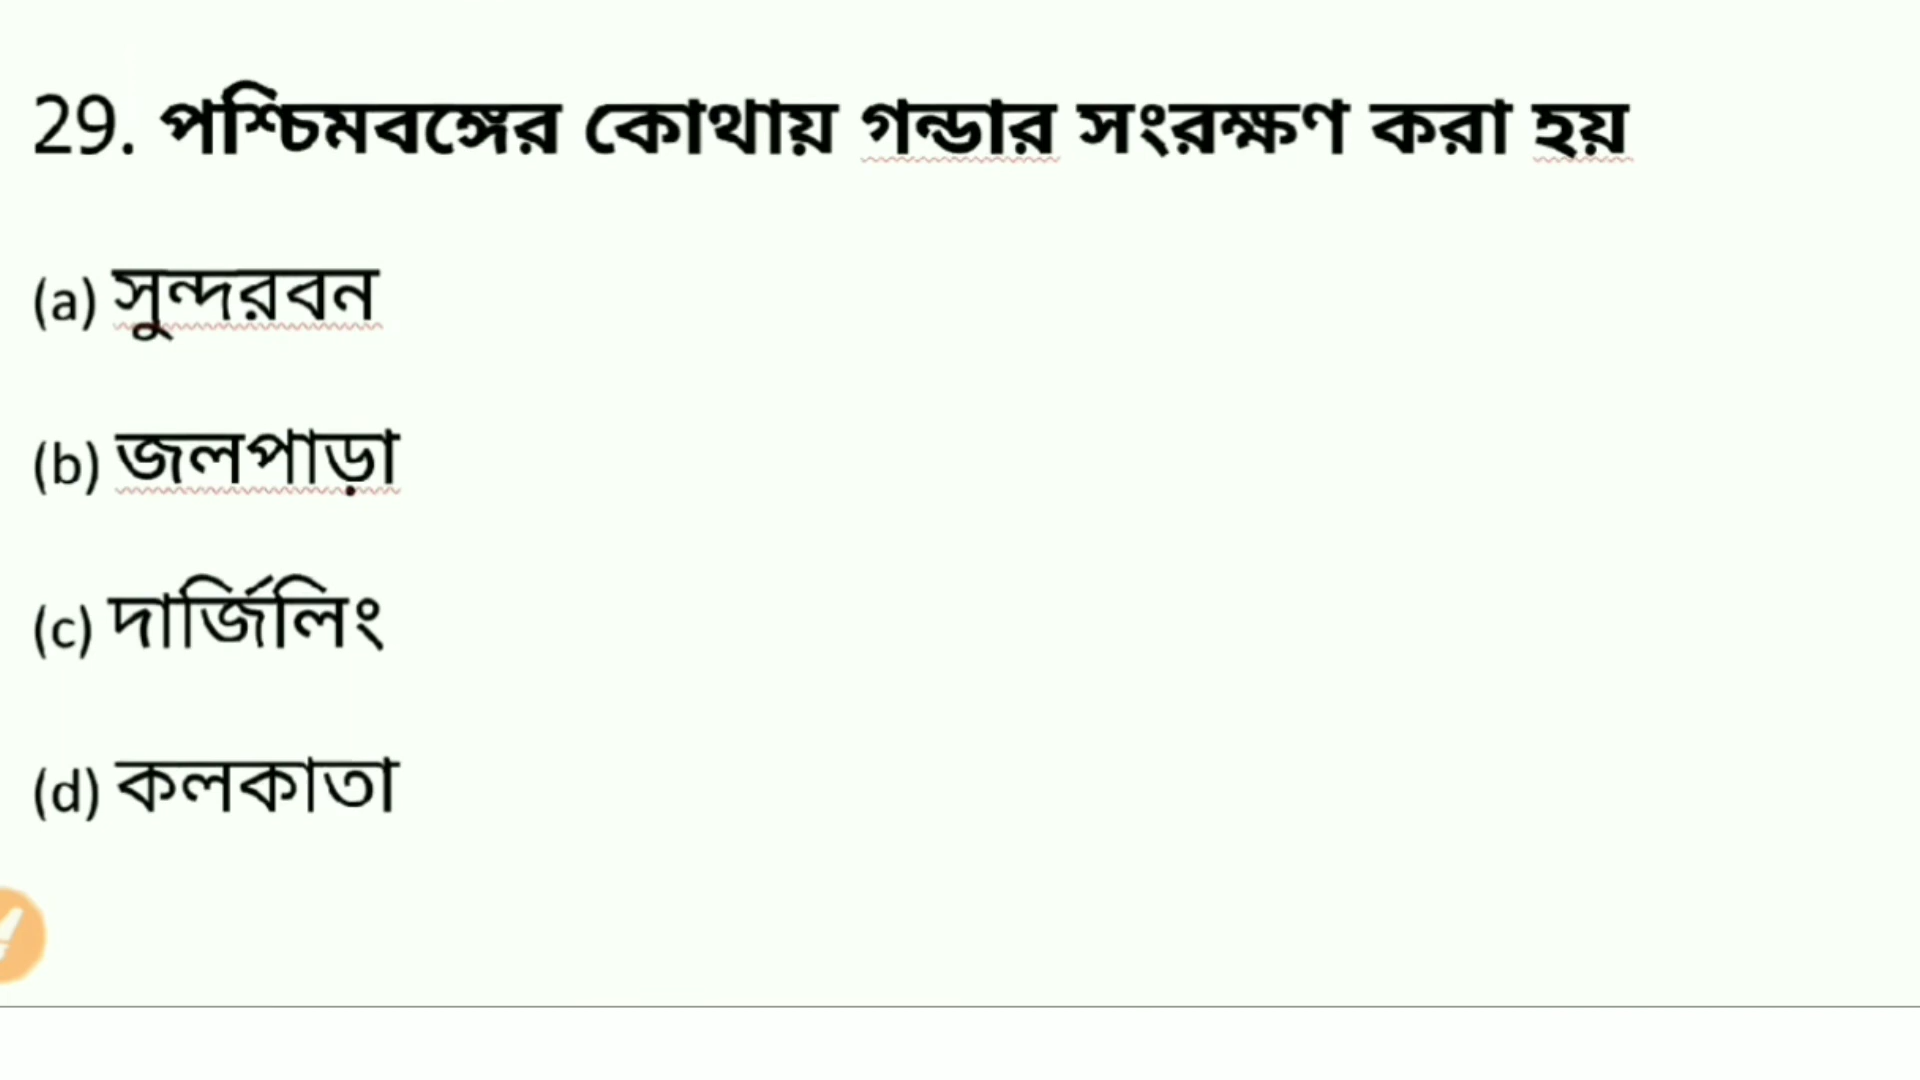 29. পশ্চিমবঙ্গের কোথায় গন্ডার সংরক্ষণ করা হয়
(a) সুন্দরবন
(b) জলপাড়া
(c) দার্জিলিং
(d) কলকাতা